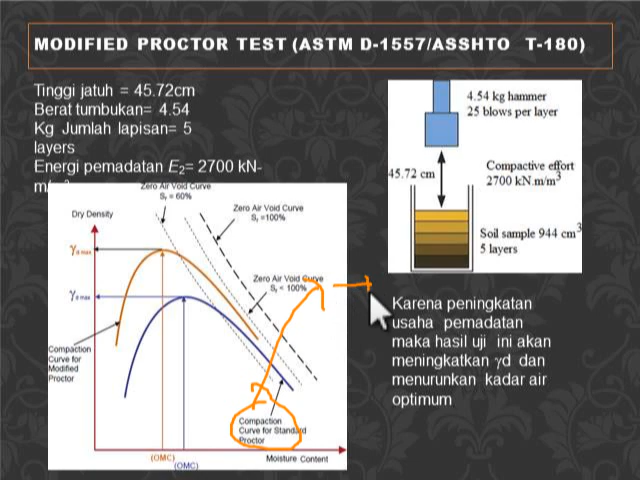 MODIFIED PROCTOR TEST (ASTM D-1557/ASSHTO T-180)
Tinggi jatuh = 45.72cm
Berat tumbukan= 4.54
Kg Jumlah lapisan= 5
layers
Energi pemadatan E2= 2700 kN-
4.54 kg hammer
25 blows per layer
45.72 cm
Compactive effort
2700 kN.m/m3
Soil sample 944 cm3
5 layers
Zero Air Void Curve
Sr = 60%
Dry Density
Zero Air Void Curve
Sr =100%
γd max
Zero Air Void Curve
Sr < 100%
γd max
Compaction
Curve for
Modified
Proctor
Compaction
Curve for Standard
Proctor
(OMC)
(OMC)
Moisture Content
Karena peningkatan
usaha pemadatan
maka hasil uji ini akan
meningkatkan γd dan
menurunkan kadar air
optimum